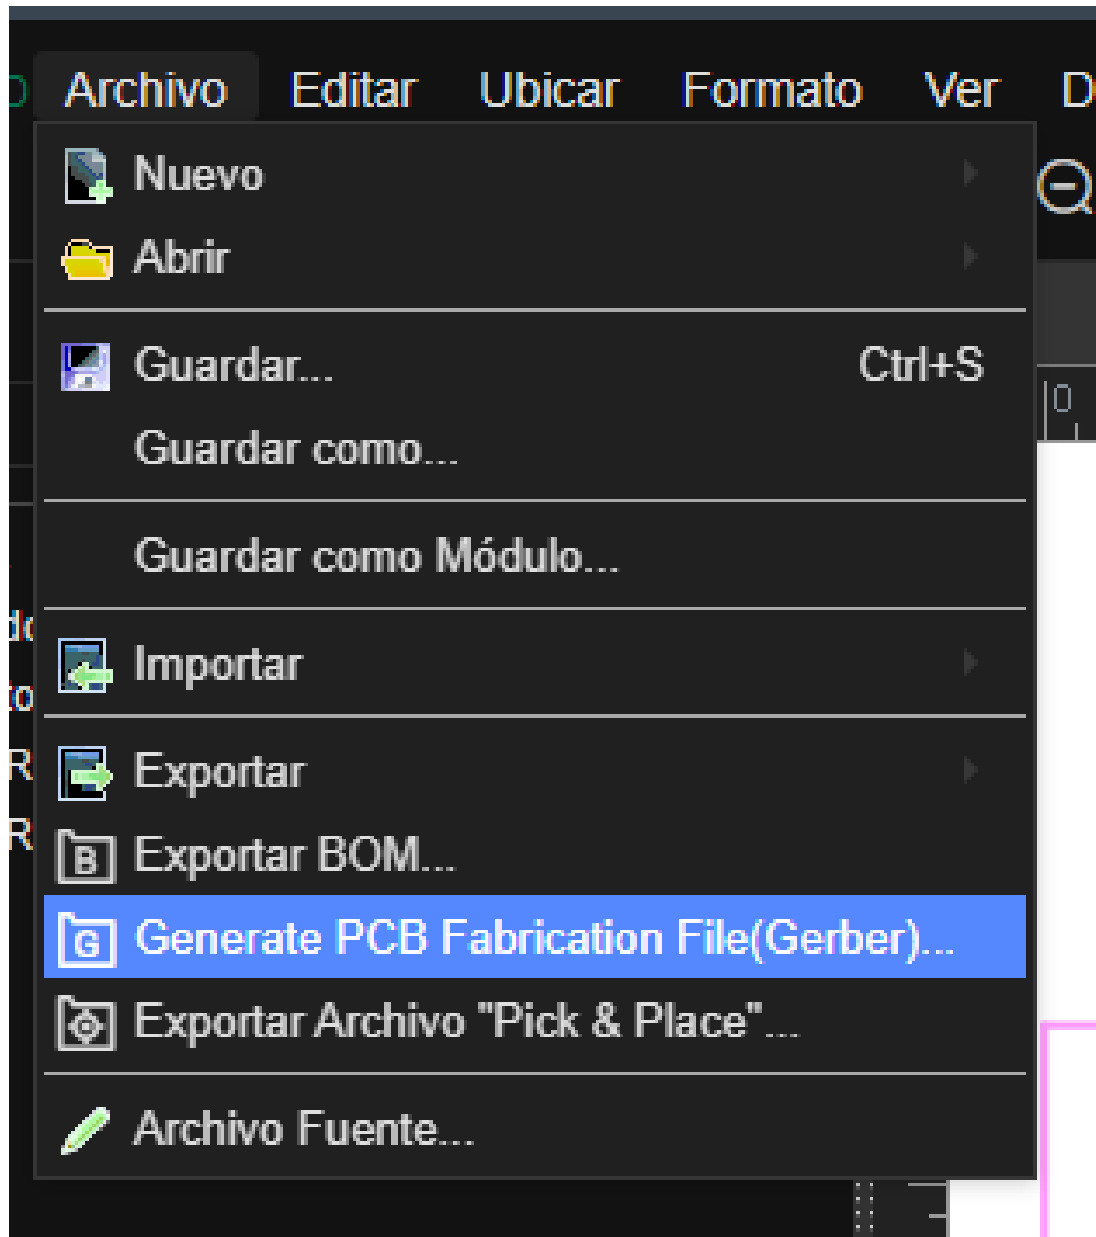 Archivo Editar Ubicar Formato Ver
Nuevo
Abrir
Guardar... Ctrl+S
0
Guardar como...
Guardar como Módulo...
Importar
Exportar
B Exportar BOM...
G Generate PCB Fabrication File(Gerber)...
Exportar Archivo "Pick & Place"...
Archivo Fuente...